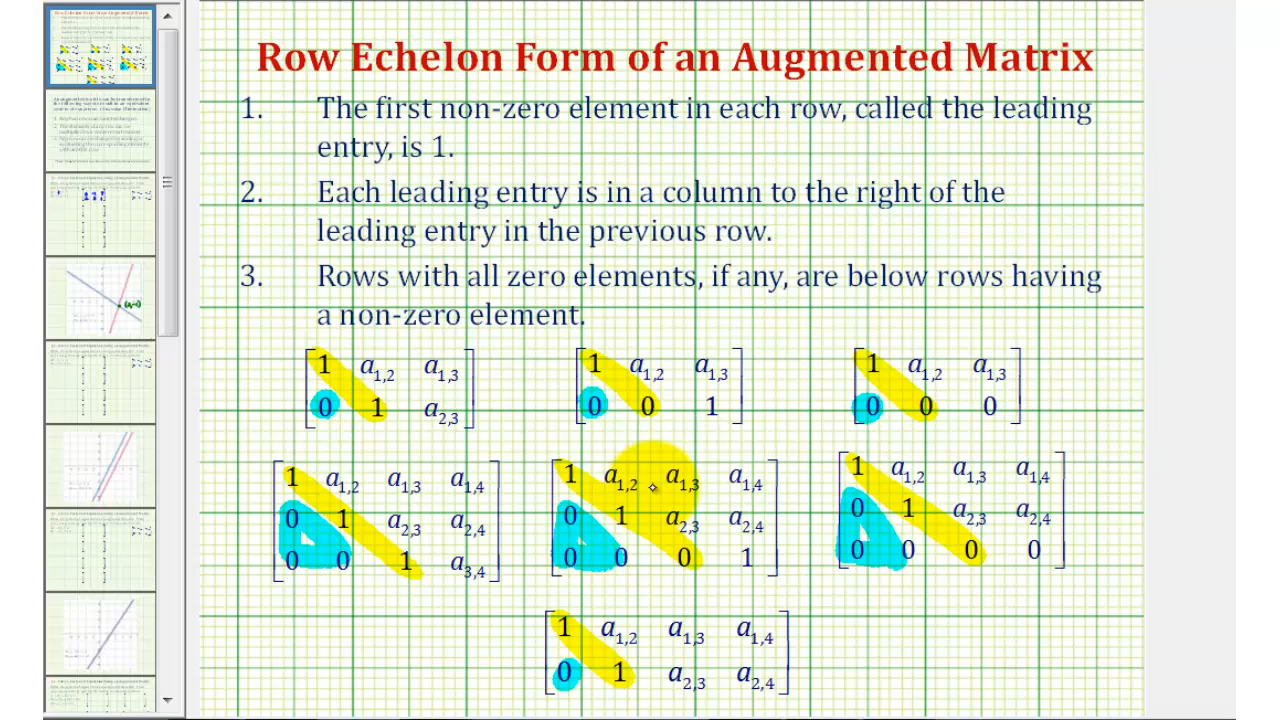 Row Echelon Form of an Augmented Matrix
1. The first non-zero element in each row, called the leading
entry, is 1.
2. Each leading entry is in a column to the right of the
leading entry in the previous row.
3. Rows with all zero elements, if any, are below rows having
a non-zero element.
1 a1,2 a1,3
0 1 a2,3
1 a1,2 a1,3
0 0 1
1 a1,2 a1,3
0 0 0
1 a1,2 a1,3 a1,4
0 1 a2,3 a2,4
0 0 1 a3,4
1 a1,2 a1,3 a1,4
0 1 a2,3 a2,4
0 0 0 1
1 a1,2 a1,3 a1,4
0 1 a2,3 a2,4
0 0 0 0
1 a1,2 a1,3 a1,4
0 1 a2,3 a2,4